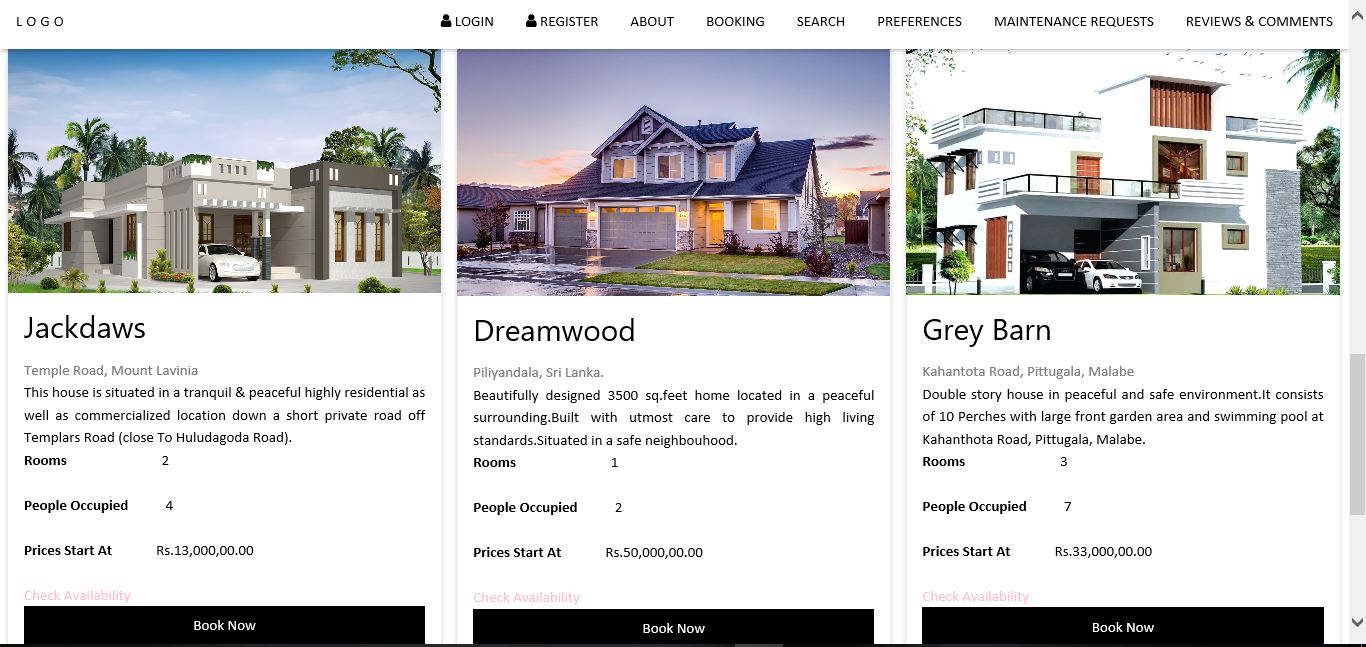 LOGO
LOGIN REGISTER ABOUT BOOKING SEARCH PREFERENCES MAINTENANCE REQUESTS REVIEWS & COMMENTS
Jackdaws
Temple Road, Mount Lavinia
This house is situated in a tranquil & peaceful highly residential as
well as commercialized location down a short private road off
Templars Road (close To Huludagoda Road).
Rooms 2
People Occupied 4
Prices Start At Rs.13,000,00.00
Check Availability
Book Now
Dreamwood
Piliyandala, Sri Lanka.
Beautifully designed 3500 sq.feet home located in a peaceful
surrounding.Built with utmost care to provide high living
standards.Situated in a safe neighbouhood.
Rooms 1
People Occupied 2
Prices Start At Rs.50,000,00.00
Check Availability
Book Now
Grey Barn
Kahantota Road, Pittugala, Malabe
Double story house in peaceful and safe environment.It consists
of 10 Perches with large front garden area and swimming pool at
Kahanthota Road, Pittugala, Malabe.
Rooms 3
People Occupied 7
Prices Start At Rs.33,000,00.00
Check Availability
Book Now